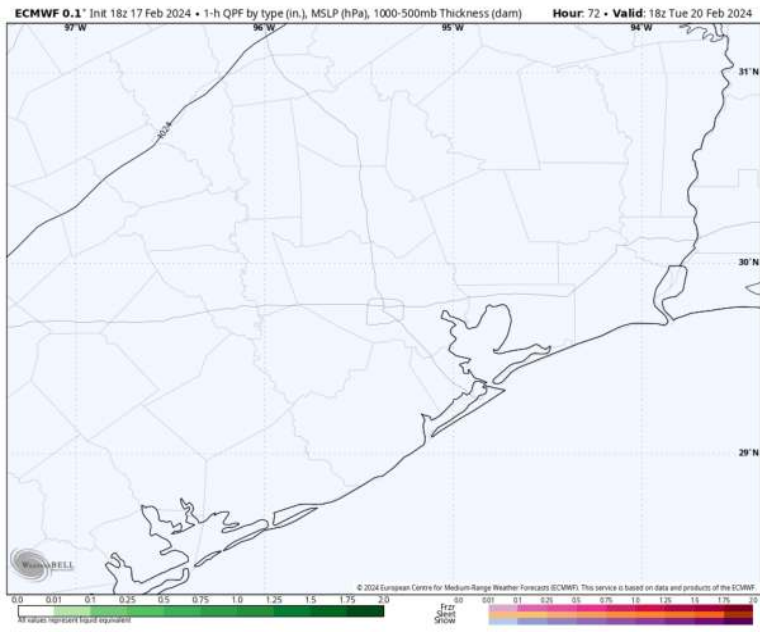 ECMWF 0.1° Init 18z 17 Feb 2024 • 1-h QPF by type (in.), MSLP (hPa), 1000-500mb Thickness (dam) Hour: 72 • Valid: 18z Tue 20 Feb 2024
97°W 96°W 95°W 94°W
31°N
1024
30°N
29°N
WeatherBELL
© 2024 European Centre for Medium-Range Weather Forecasts (ECMWF). This service is based on data and products of the ECMWF.
0.0 0.01 0.1 0.25 0.5 0.75 1.0 1.25 1.5 1.75 2.0
0.0 0.01 0.1 0.25 0.5 0.75 1.0 1.25 1.5 1.75 2.0
All values represent liquid equivalent
Frzr
Sleet
Snow